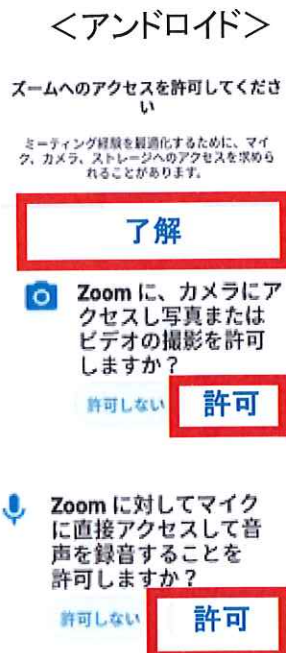 ＜アンドロイド＞
ズームへのアクセスを許可してくださ
い
ミーティング経験を最適化するために、マイ
ク、カメラ、ストレージへのアクセスを求めら
れることがあります。
了解
Zoom に、カメラにア
クセスし写真または
ビデオの撮影を許可
しますか？
許可しない 許可
Zoom に対してマイク
に直接アクセスして音
声を録音することを
許可しますか？
許可しない 許可